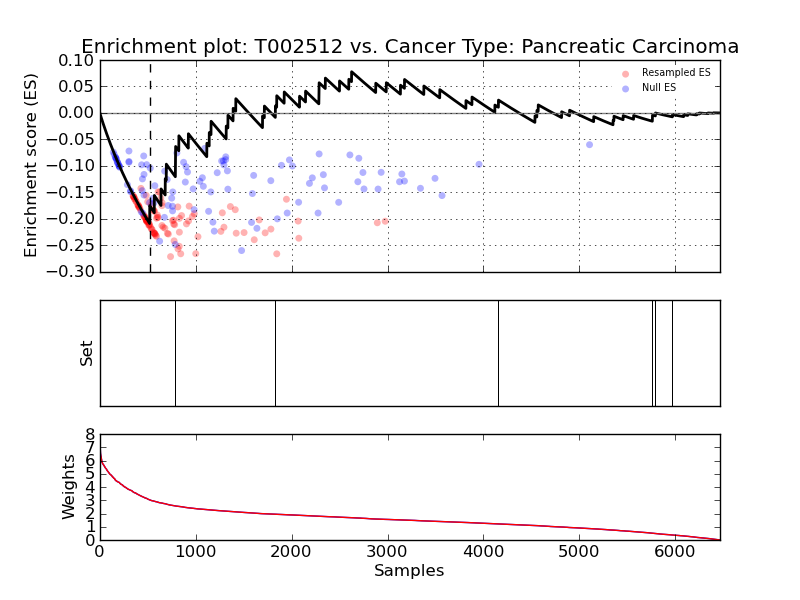 Enrichment plot: T002512 vs. Cancer Type: Pancreatic Carcinoma
Enrichment score (ES)
0.10
0.05
0.00
−0.05
−0.10
−0.15
−0.20
−0.25
−0.30
Resampled ES
Null ES
Set
Weights
8
7
6
5
4
3
2
1
0
0 1000 2000 3000 4000 5000 6000
Samples